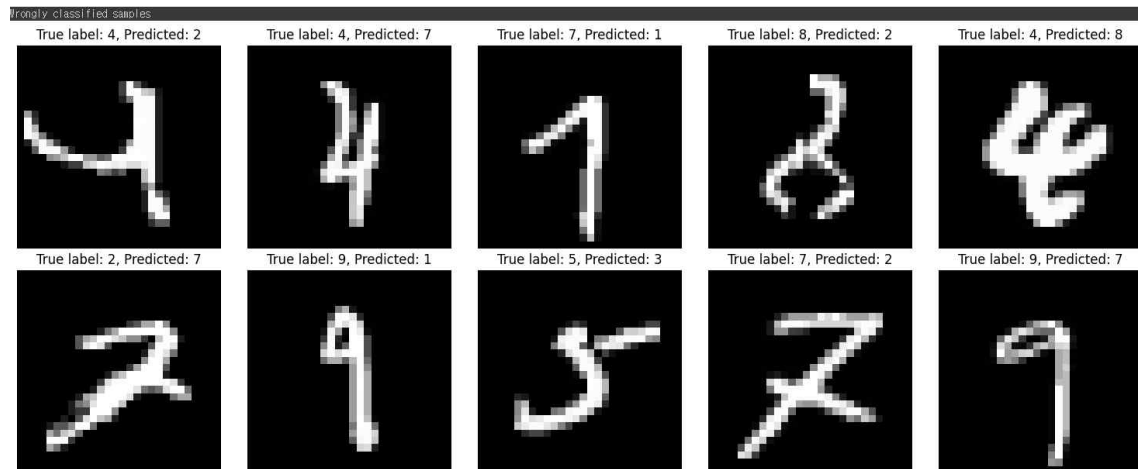 Wrongly classified samples
True label: 4, Predicted: 2
True label: 4, Predicted: 7
True label: 7, Predicted: 1
True label: 8, Predicted: 2
True label: 4, Predicted: 8
True label: 2, Predicted: 7
True label: 9, Predicted: 1
True label: 5, Predicted: 3
True label: 7, Predicted: 2
True label: 9, Predicted: 7